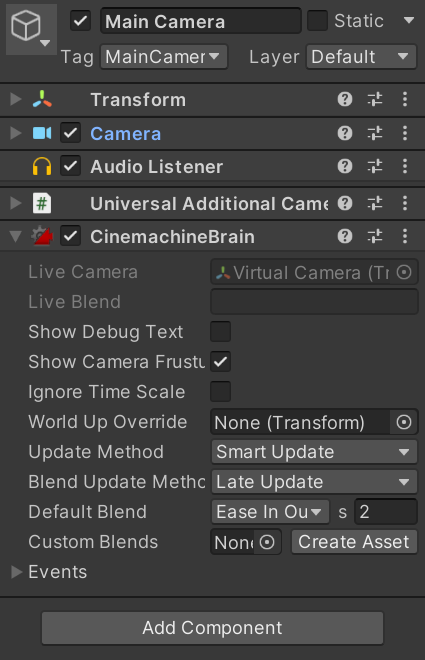 Main Camera Static
Tag MainCamer Layer Default
Transform
Camera
Audio Listener
# Universal Additional Came
CinemachineBrain
Live Camera Virtual Camera (Tr
Live Blend
Show Debug Text
Show Camera Frustu
Ignore Time Scale
World Up Override None (Transform)
Update Method Smart Update
Blend Update Metho Late Update
Default Blend Ease In Ou s 2
Custom Blends None Create Asset
Events
Add Component